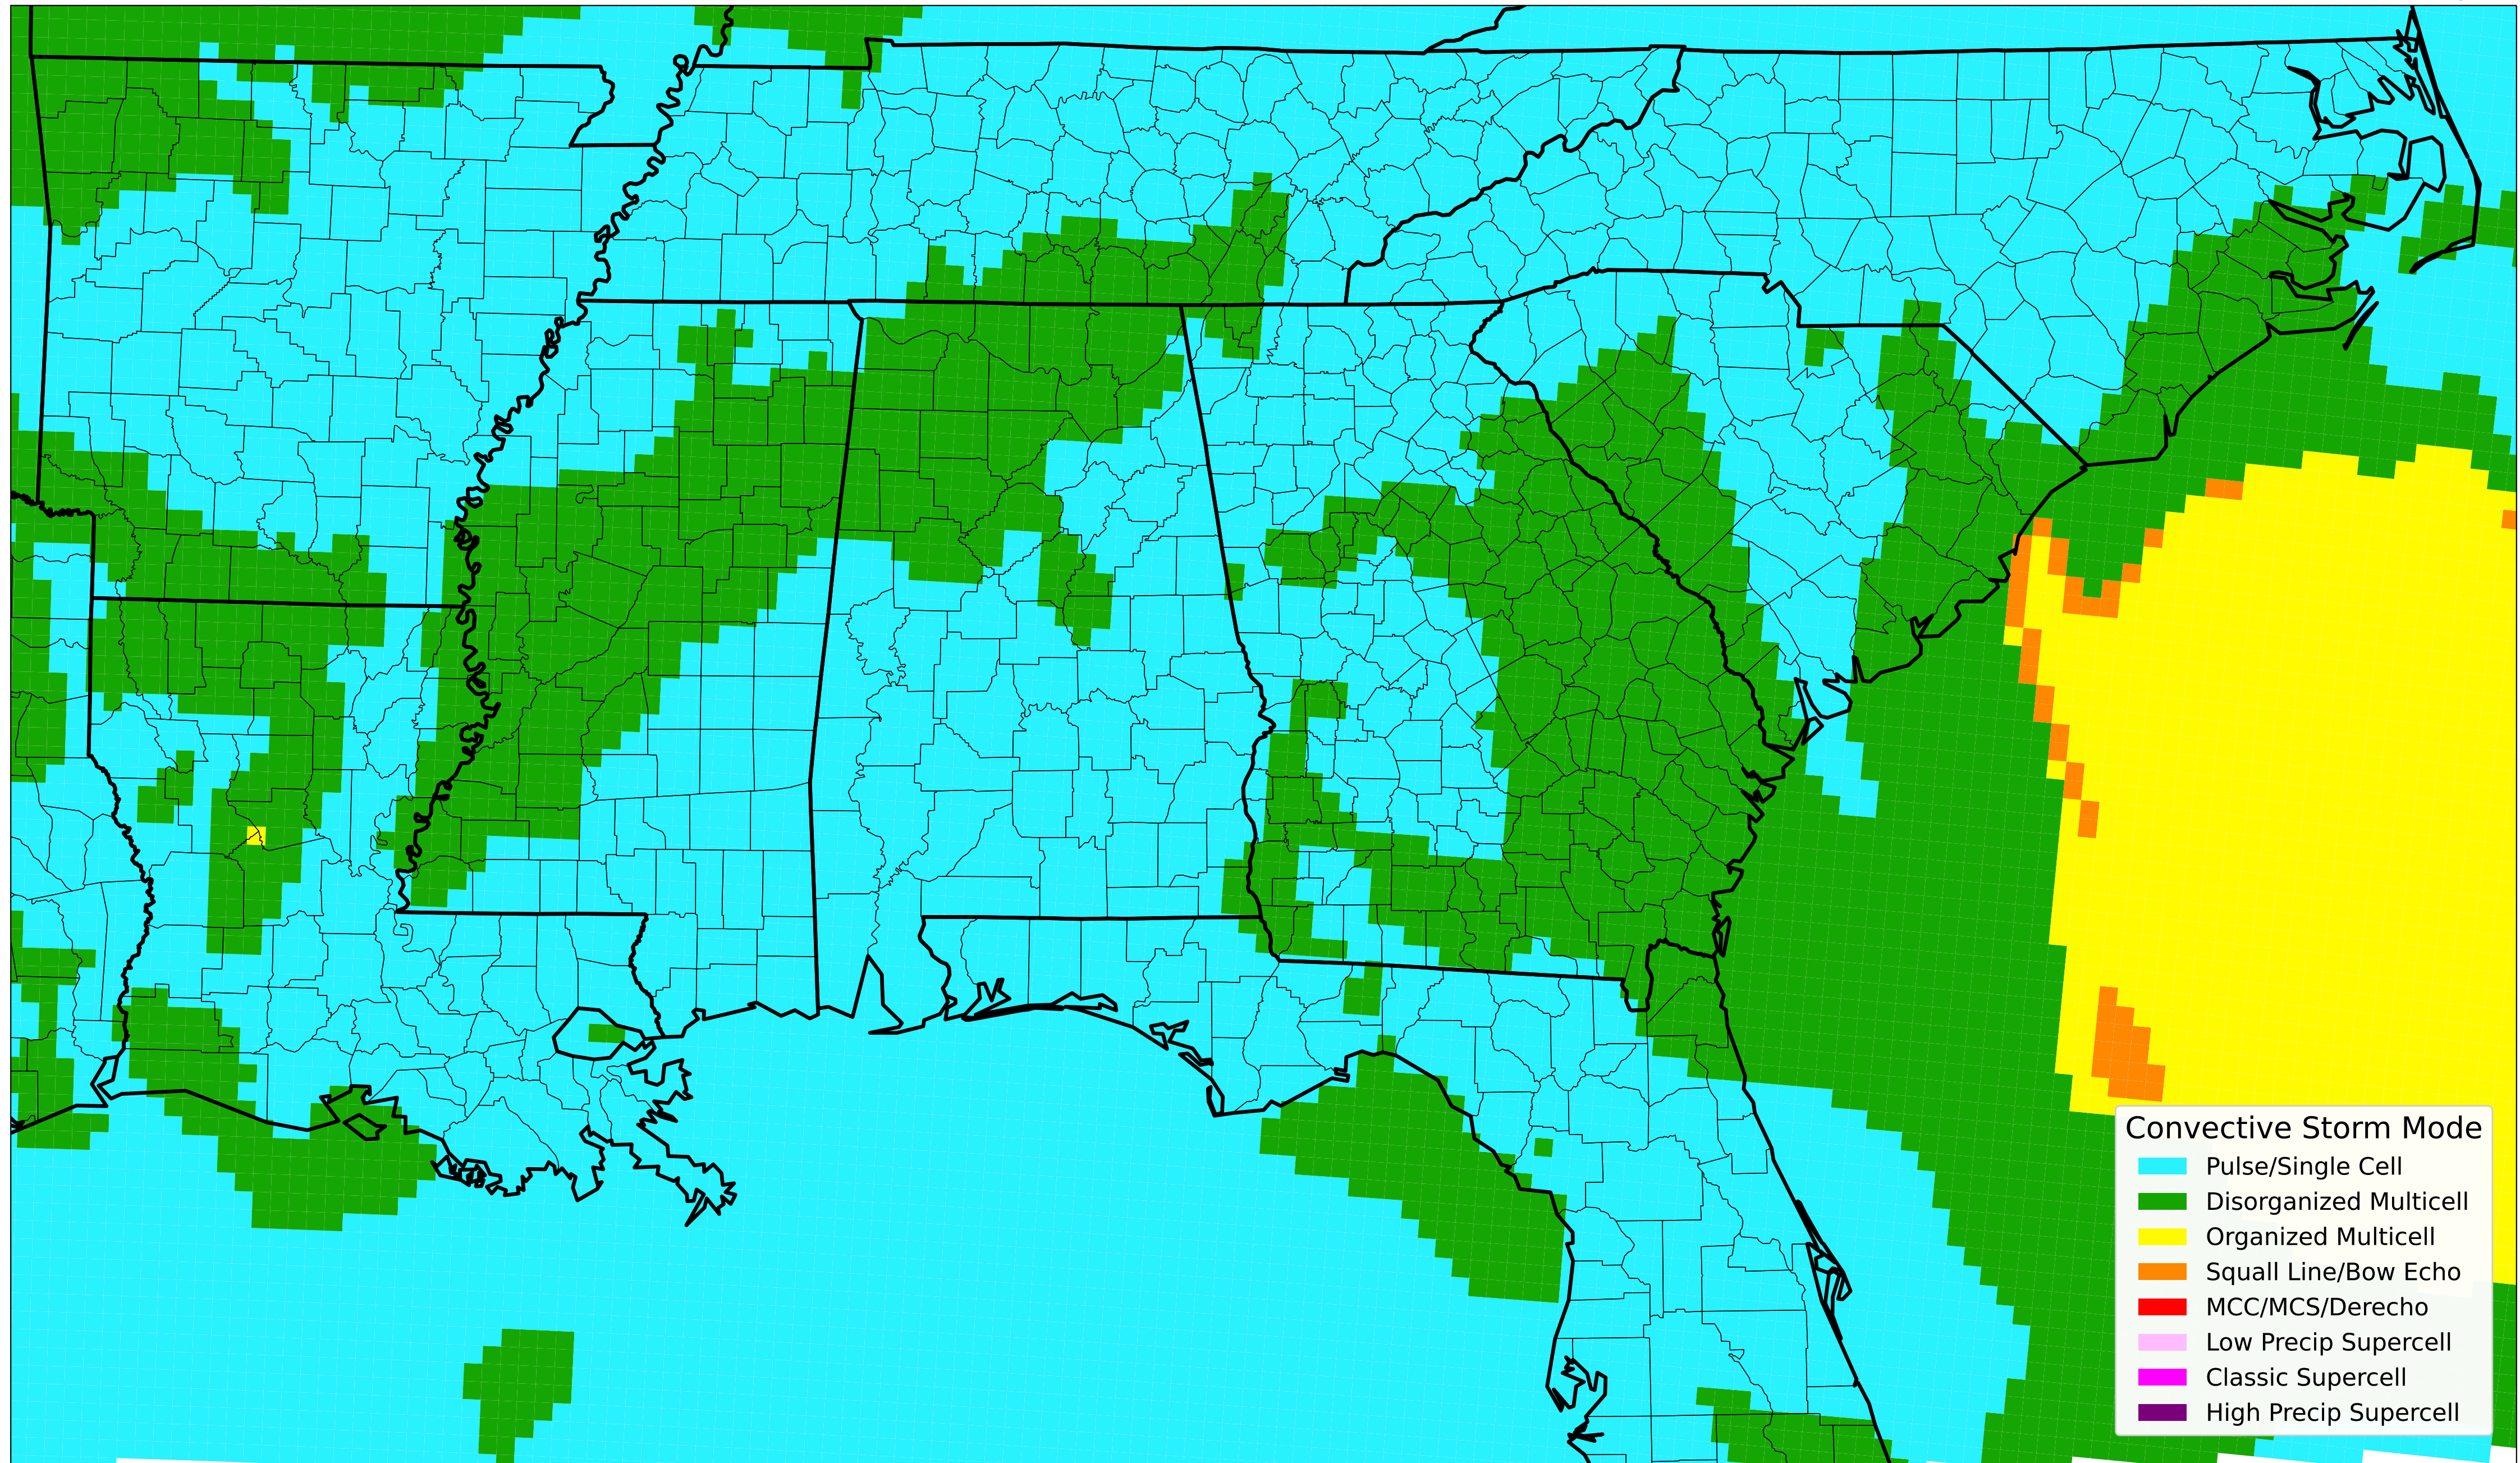 Convective Storm Mode
Pulse/Single Cell
Disorganized Multicell
Organized Multicell
Squall Line/Bow Echo
MCC/MCS/Derecho
Low Precip Supercell
Classic Supercell
High Precip Supercell